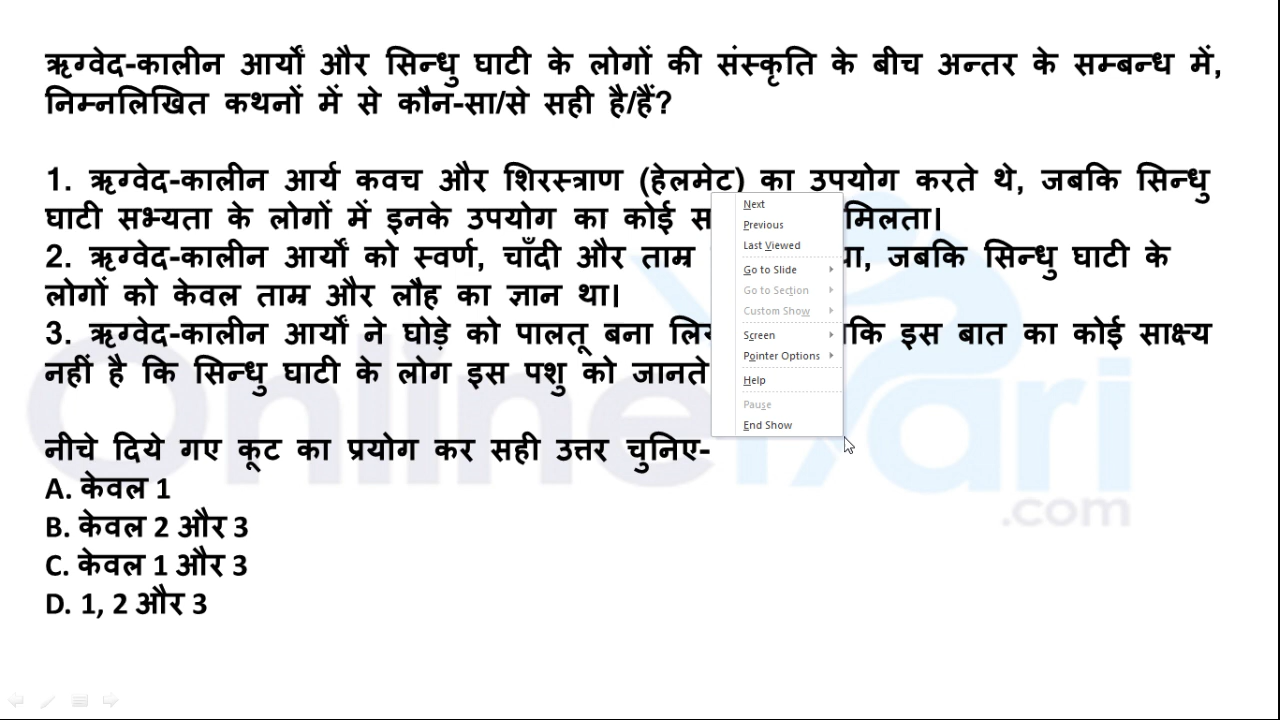 ऋग्वेद-कालीन आर्यों और सिन्धु घाटी के लोगों की संस्कृति के बीच अन्तर के सम्बन्ध में,
निम्नलिखित कथनों में से कौन-सा/से सही है/हैं?
1. ऋग्वेद-कालीन आर्य कवच और शिरस्त्राण (हेलमेट) का उपयोग करते थे, जबकि सिन्धु
घाटी सभ्यता के लोगों में इनके उपयोग का कोई मिलता।
2. ऋग्वेद-कालीन आर्यों को स्वर्ण, चाँदी और ताम्र जबकि सिन्धु घाटी के
लोगों को केवल ताम्र और लौह का ज्ञान था।
3. ऋग्वेद-कालीन आर्यों ने घोड़े को पालतू बना इस बात का कोई साक्ष्य
नहीं है कि सिन्धु घाटी के लोग इस पशु को जानते
नीचे दिये गए कूट का प्रयोग कर सही उत्तर चुनिए-
A. केवल 1
B. केवल 2 और 3
C. केवल 1 और 3
D. 1, 2 और 3
Next
Previous
Last Viewed
Go to Slide
Go to Section
Custom Show
Screen
Pointer Options
Help
Pause
End Show
.com